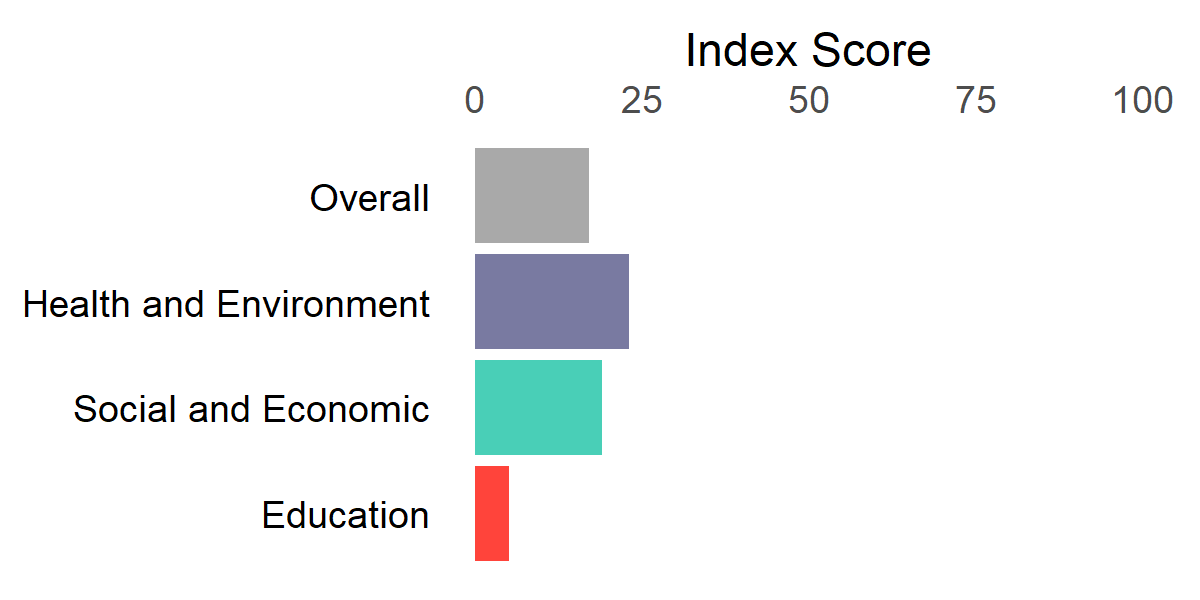 Index Score
0 25 50 75 100
Overall
Health and Environment
Social and Economic
Education